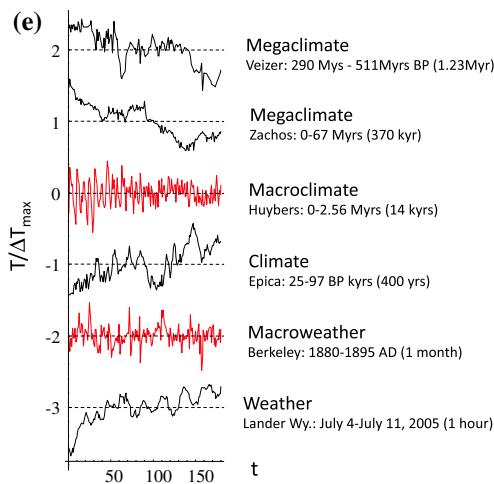 (e)
Megaclimate
Veizer: 290 Mys - 511Myrs BP (1.23Myr)
2
Megaclimate
Zachos: 0-67 Myrs (370 kyr)
1
Macroclimate
Huybers: 0-2.56 Myrs (14 kyrs)
0
T/ΔTmax
Climate
Epica: 25-97 BP kyrs (400 yrs)
-1
Macroweather
Berkeley: 1880-1895 AD (1 month)
-2
Weather
Lander Wy.: July 4-July 11, 2005 (1 hour)
-3
50 100 150 t